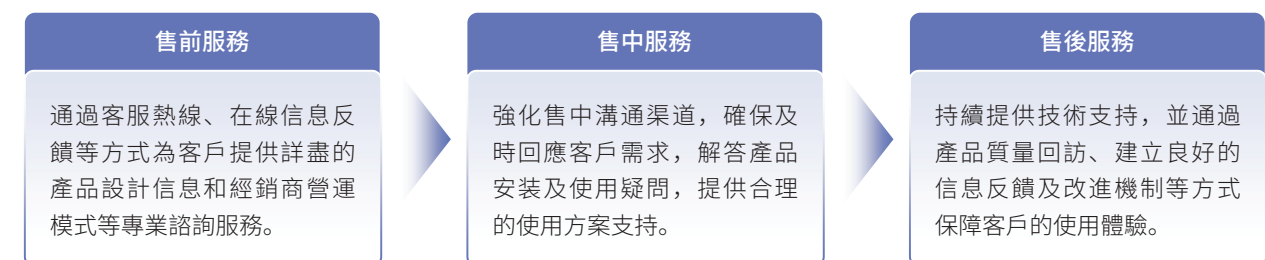 售前服務
通過客服熱線、在線信息反
饋等方式為客戶提供詳盡的
產品設計信息和經銷商營運
模式等專業諮詢服務。
售中服務
強化售中溝通渠道，確保及
時回應客戶需求，解答產品
安裝及使用疑問，提供合理
的使用方案支持。
售後服務
持續提供技術支持，並通過
產品質量回訪、建立良好的
信息反饋及改進機制等方式
保障客戶的使用體驗。